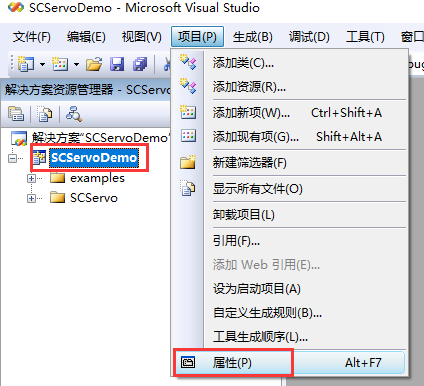 SCServoDemo - Microsoft Visual Studio
文件(F) 编辑(E) 视图(V) 项目(P) 生成(B) 调试(D) 工具(T) 窗口
解决方案资源管理器 - SCServo
解决方案"SCServoDemo"
SCServoDemo
examples
SCServo
添加类(C)...
添加资源(R)...
添加新项(W)... Ctrl+Shift+A
添加现有项(G)... Shift+Alt+A
新建筛选器(F)
显示所有文件(O)
卸载项目(L)
引用(F)...
添加 Web 引用(E)...
设为启动项目(A)
自定义生成规则(B)...
工具生成顺序(L)...
属性(P) Alt+F7